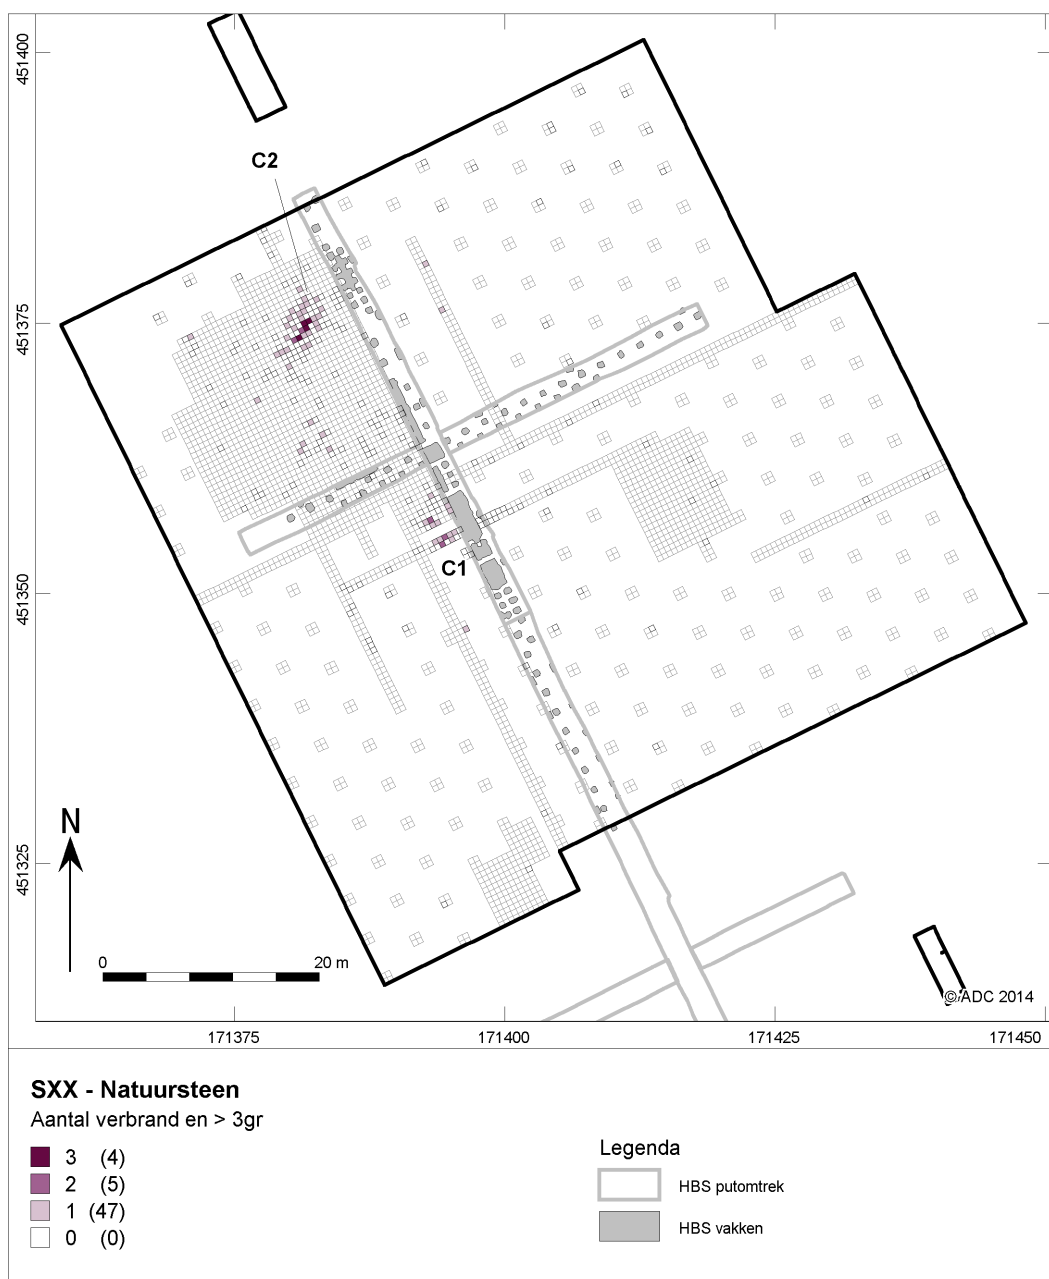 451400
451375
451350
451325
C2
C1
N
0 20 m
© ADC 2014
171375 171400 171425 171450
SXX - Natuursteen
Aantal verbrand en > 3gr
3 (4)
2 (5)
1 (47)
0 (0)
Legenda
HBS putomtrek
HBS vakken